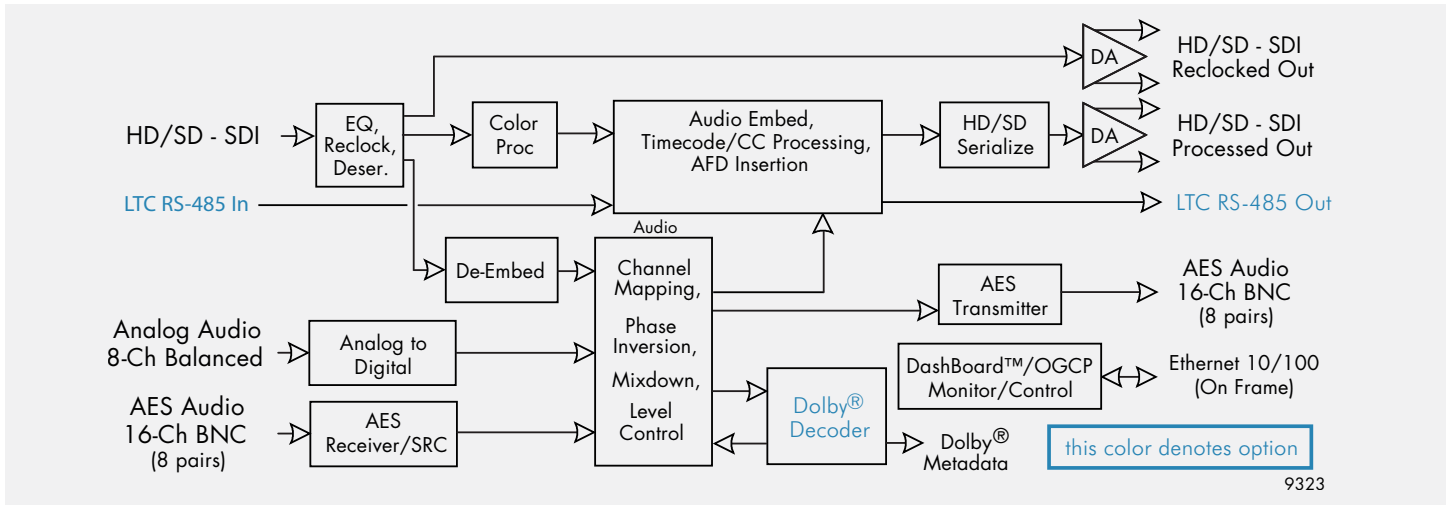 HD/SD - SDI
Reclocked Out
DA
EQ,
Reclock,
Deser.
HD/SD - SDI
Color
Proc
Audio Embed,
Timecode/CC Processing,
AFD Insertion
HD/SD
Serialize
DA
HD/SD - SDI
Processed Out
LTC RS-485 In
LTC RS-485 Out
Audio
De-Embed
Channel
Mapping,
Phase
Inversion,
Mixdown,
Level
Control
AES
Transmitter
AES Audio
16-Ch BNC
(8 pairs)
Analog Audio
8-Ch Balanced
Analog to
Digital
DashBoard™/OGCP
Monitor/Control
Ethernet 10/100
(On Frame)
AES Audio
16-Ch BNC
(8 pairs)
AES
Receiver/SRC
Dolby®
Decoder
Dolby®
Metadata
this color denotes option
9323